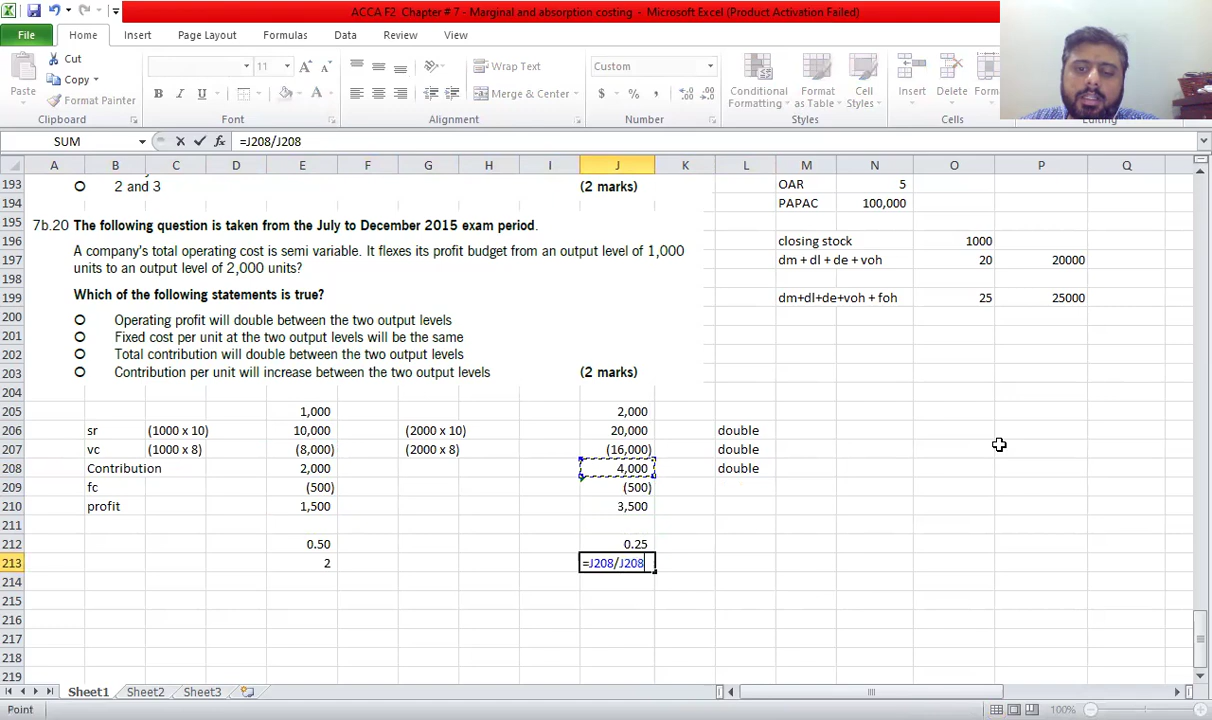 ACCA F2 Chapter # 7 - Marginal and absorption costing - Microsoft Excel (Product Activation Failed)
File Home Insert Page Layout Formulas Data Review View
Cut
Copy
Format Painter
Paste
Clipboard
11 A A
B I U A
Font
Wrap Text
Merge & Center
Alignment
Custom
$ % , .00 .00
Number
Conditional Formatting
Format as Table
Cell Styles
Styles
Insert Delete
Cells
Editing
SUM fx =J208/J208
A B C D E F G H I J K L M N O P Q
193 2 and 3 (2 marks) OAR 5
194 PAPAC 100,000
195 7b.20 The following question is taken from the July to December 2015 exam period.
196 A company's total operating cost is semi variable. It flexes its profit budget from an output level of 1,000 closing stock 1000
197 units to an output level of 2,000 units? dm + dl + de + voh 20 20000
198
199 Which of the following statements is true? dm+dl+de+voh + foh 25 25000
200 Operating profit will double between the two output levels
201 Fixed cost per unit at the two output levels will be the same
202 Total contribution will double between the two output levels
203 Contribution per unit will increase between the two output levels (2 marks)
204
205 1,000 2,000
206 sr (1000 x 10) 10,000 (2000 x 10) 20,000 double
207 vc (1000 x 8) (8,000) (2000 x 8) (16,000) double
208 Contribution 2,000 4,000 double
209 fc (500) (500)
210 profit 1,500 3,500
211
212 0.50 0.25
213 2 =J208/J208
214
215
216
217
218
219
Sheet1 Sheet2 Sheet3
Point 100%